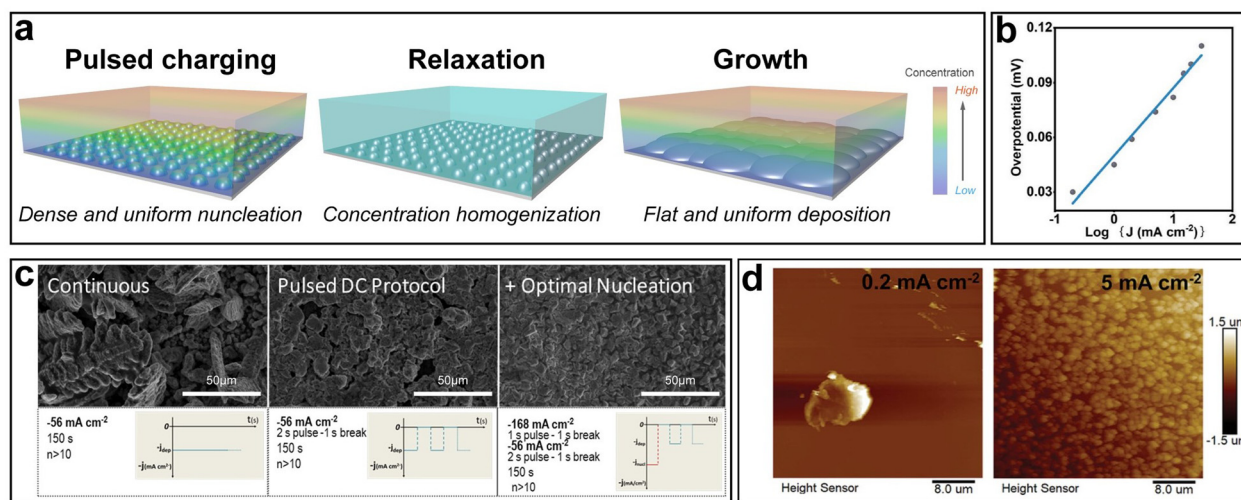 a
Pulsed charging
Relaxation
Growth
Concentration
High
Low
Dense and uniform nuncleation
Concentration homogenization
Flat and uniform deposition
b
Overpotential (mV)
0.12
0.09
0.06
0.03
-1 0 1 2
Log {J (mA cm-2)}
c
Continuous
Pulsed DC Protocol
+ Optimal Nucleation
50μm
50μm
50μm
-56 mA cm-2
150 s
n>10
0
t(s)
-jdep
-j(mA cm-2)
-56 mA cm-2
2 s pulse -1 s break
150 s
n>10
0
t(s)
-jdep
-j(mA cm-2)
-168 mA cm-2
1 s pulse - 1 s break
-56 mA cm-2
2 s pulse - 1 s break
150 s
n>10
0
t(s)
-jdep
-jnuc
-j(mA/cm2)
d
0.2 mA cm-2
5 mA cm-2
1.5 um
-1.5 um
Height Sensor
8.0 um
Height Sensor
8.0 um